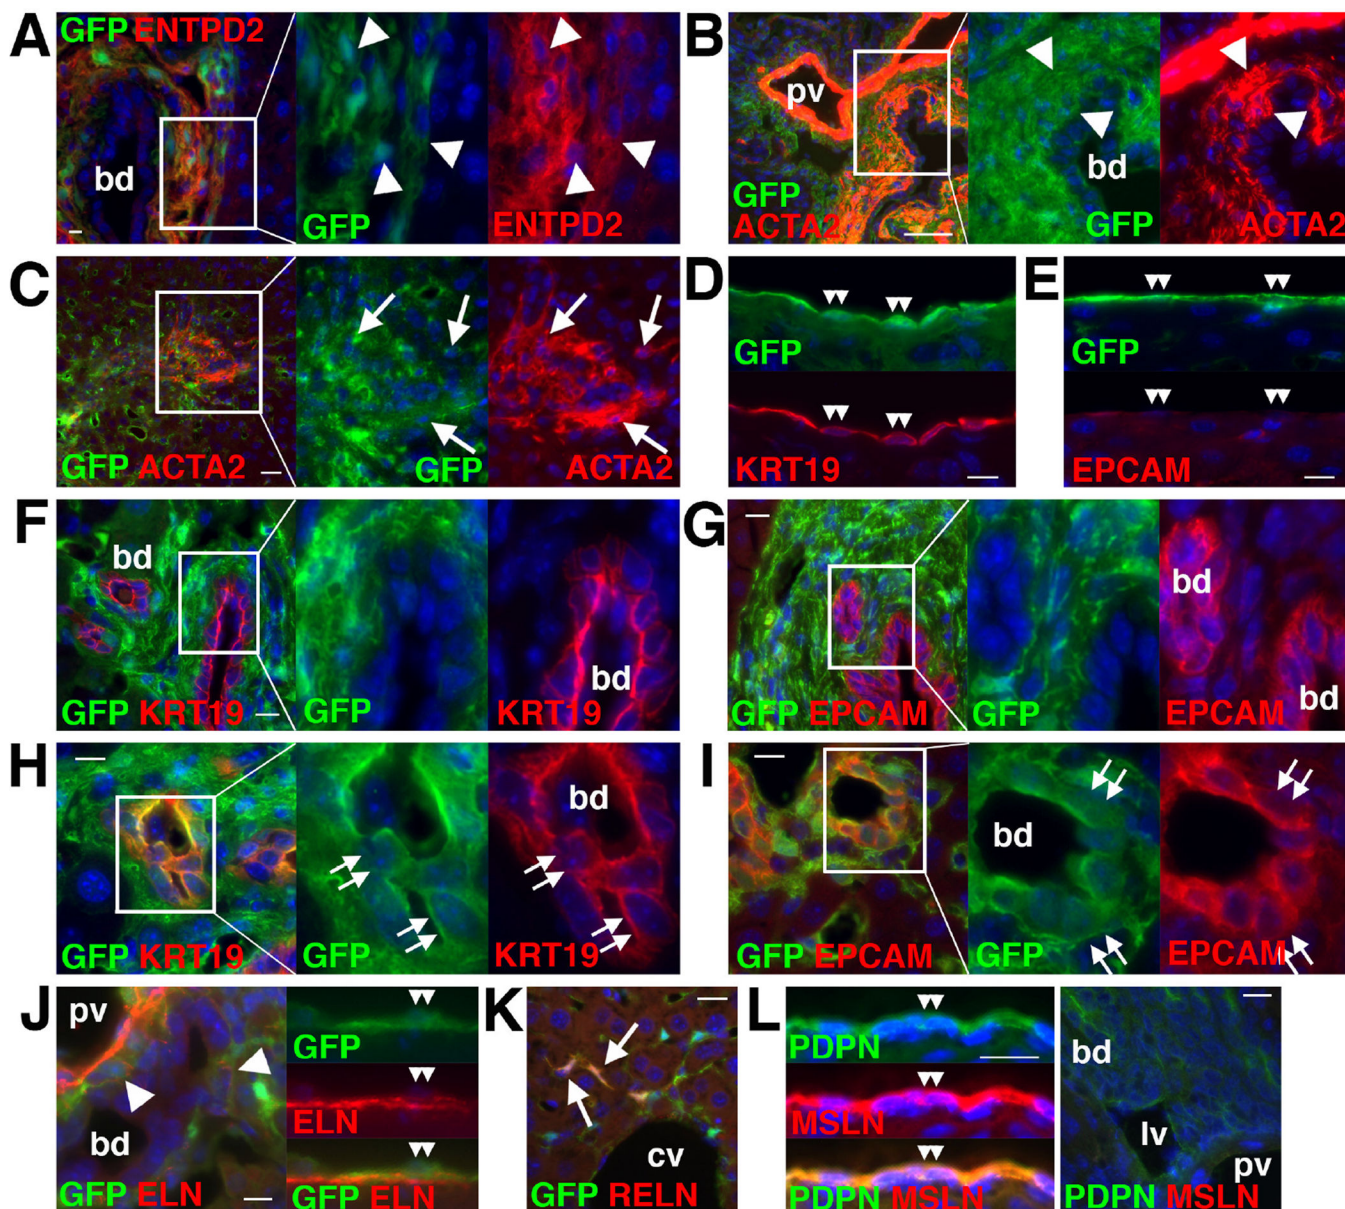 A
GFP ENTPD2
bd
GFP
ENTPD2
B
pv
GFP
ACTA2
bd
GFP
ACTA2
C
GFP ACTA2
GFP
ACTA2
D
GFP
KRT19
E
GFP
EPCAM
F
bd
GFP KRT19
GFP
bd
KRT19
G
GFP EPCAM
GFP
bd
bd
EPCAM
H
GFP KRT19
GFP
bd
KRT19
I
GFP EPCAM
bd
GFP
EPCAM
J
pv
bd
GFP ELN
GFP
ELN
GFP ELN
K
cv
GFP RELN
L
PDPN
MSLN
PDPN MSLN
bd
lv
pv
PDPN MSLN